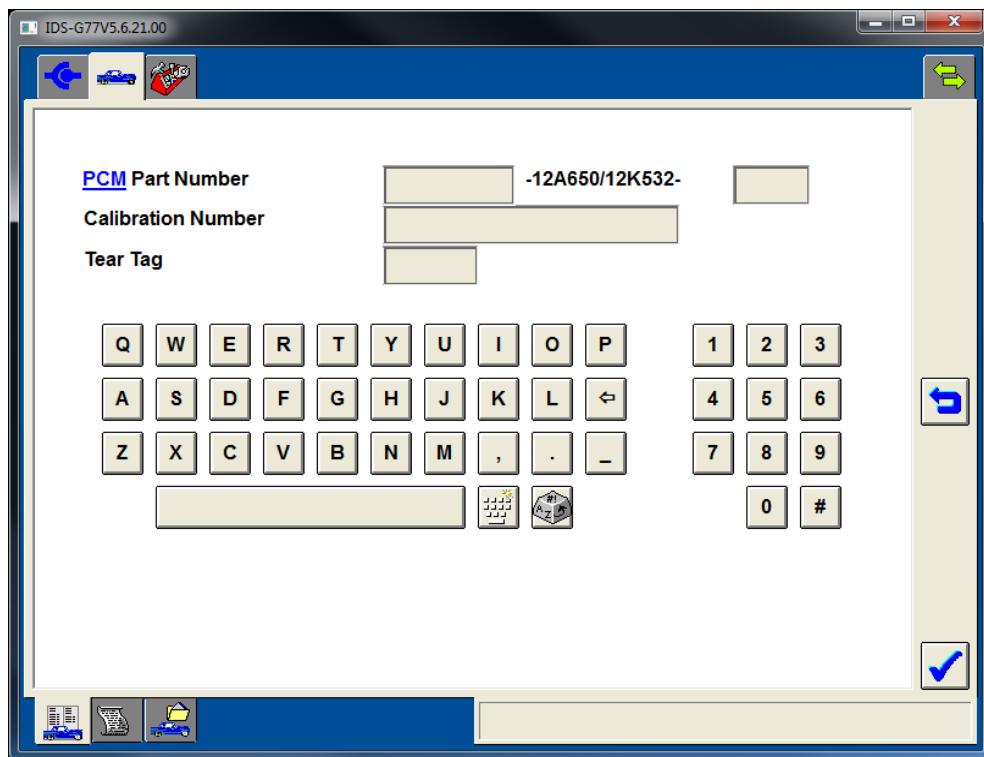 IDS-G77V5.6.21.00
PCM Part Number -12A650/12K532-
Calibration Number
Tear Tag
Q W E R T Y U I O P 1 2 3
A S D F G H J K L 4 5 6
Z X C V B N M , . _ 7 8 9
#! A Z 0 #